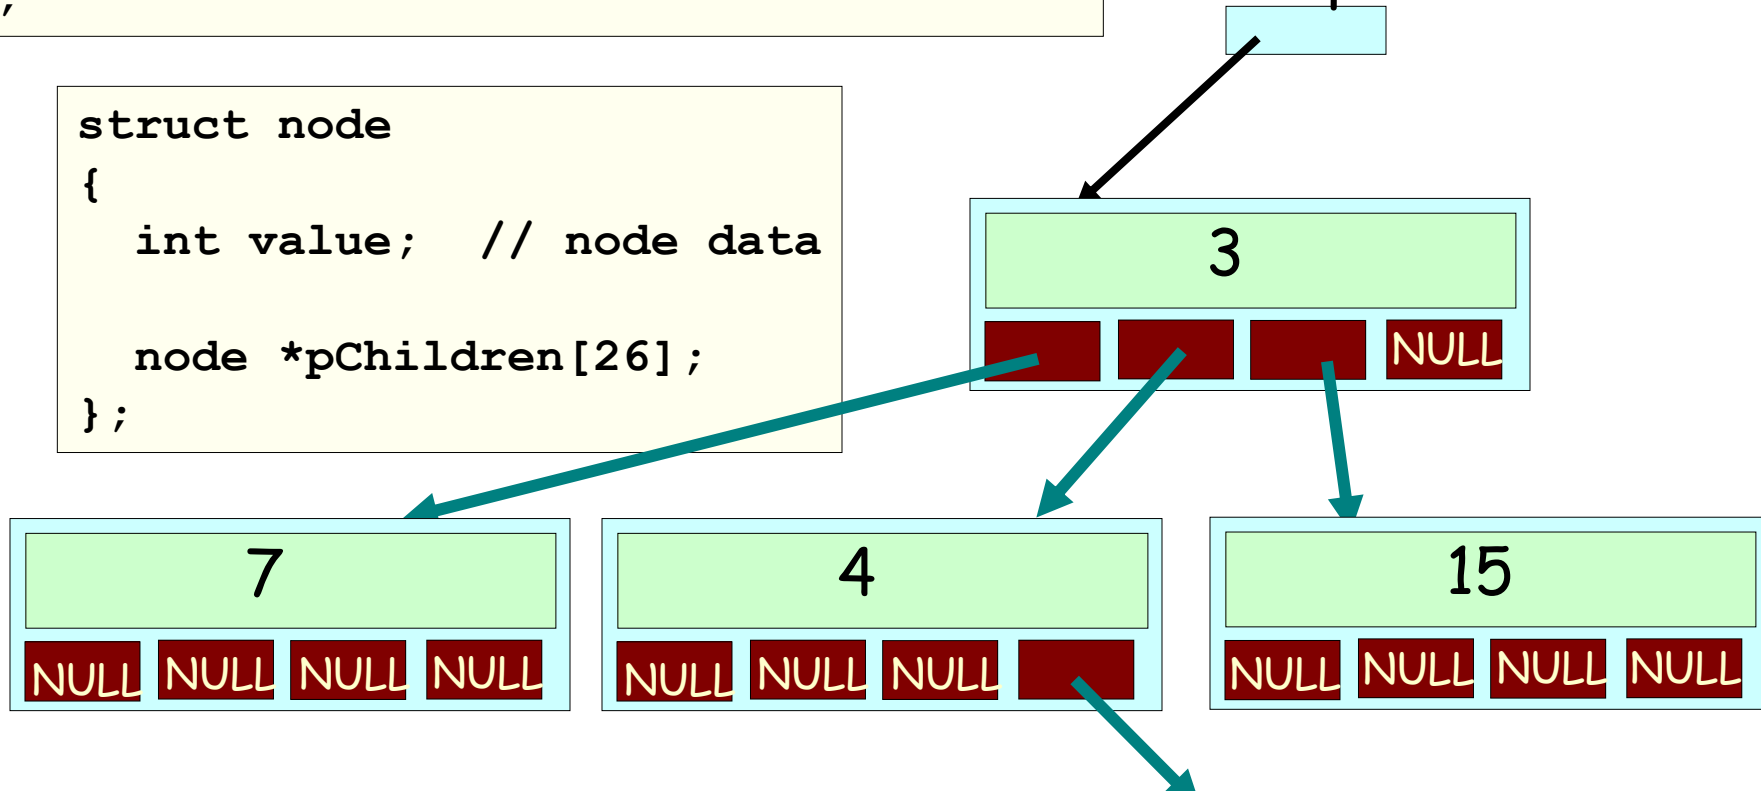 struct node
{
int value; // node data
node *pChildren[26];
};
3
NULL
7
NULL NULL NULL NULL
4
NULL NULL NULL
15
NULL NULL NULL NULL